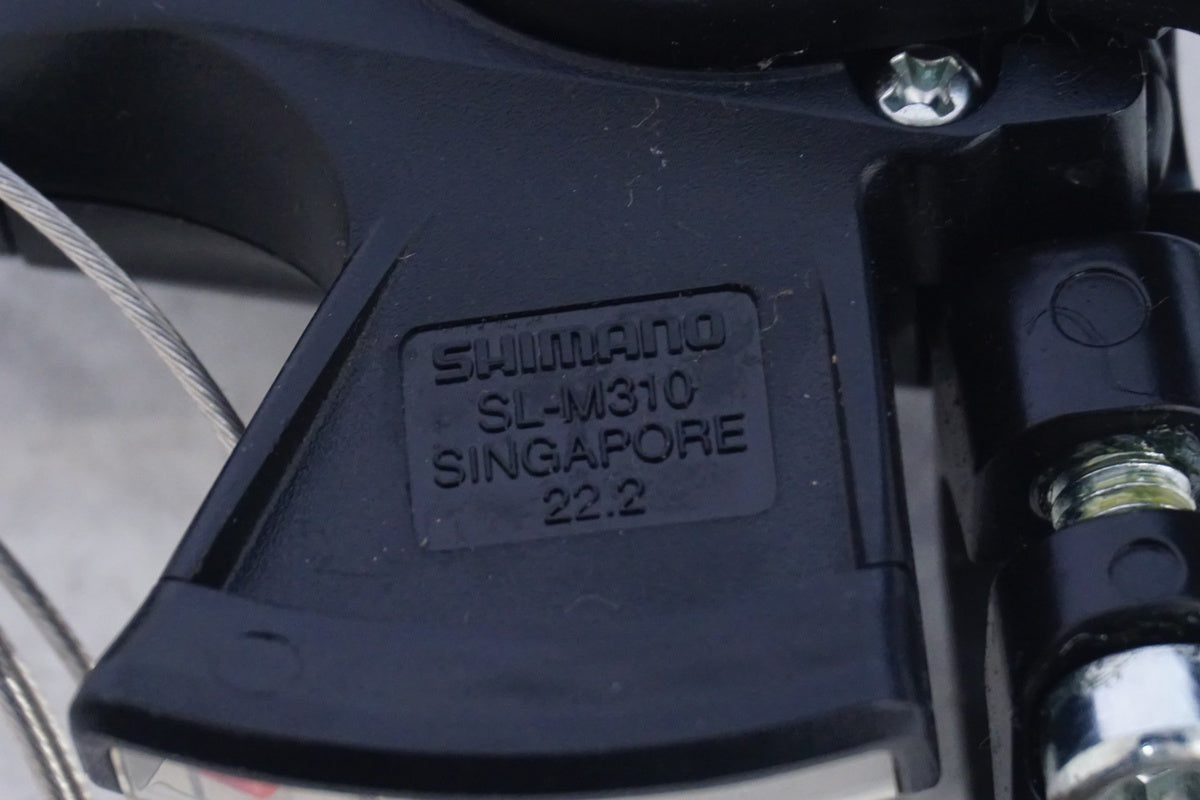 SHIMANO
SL-M310
SINGAPORE
22.2